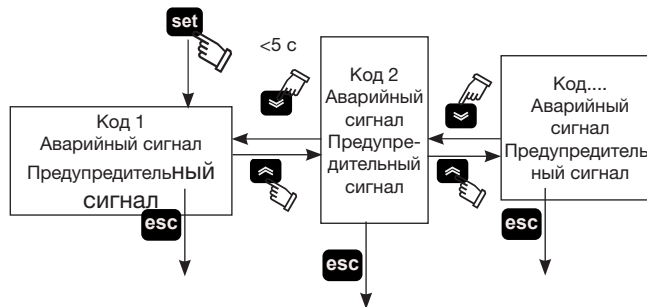 set
<5 с
Код 1
Аварийный сигнал
Предупредительный
сигнал
esc
Код 2
Аварийный
сигнал
Предупре-
дительный
сигнал
esc
Код....
Аварийный
сигнал
Предупредитель
ный сигнал
esc